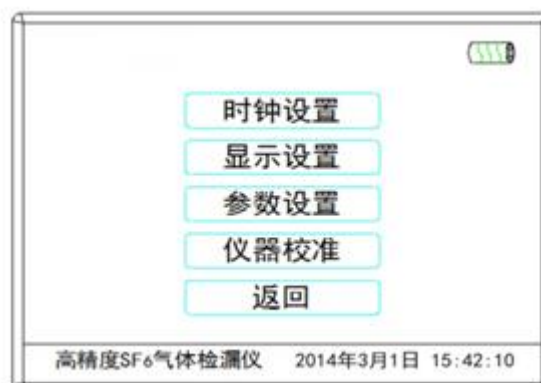 时钟设置
显示设置
参数设置
仪器校准
返回
高精度SF6气体检漏仪 2014年3月1日 15:42:10